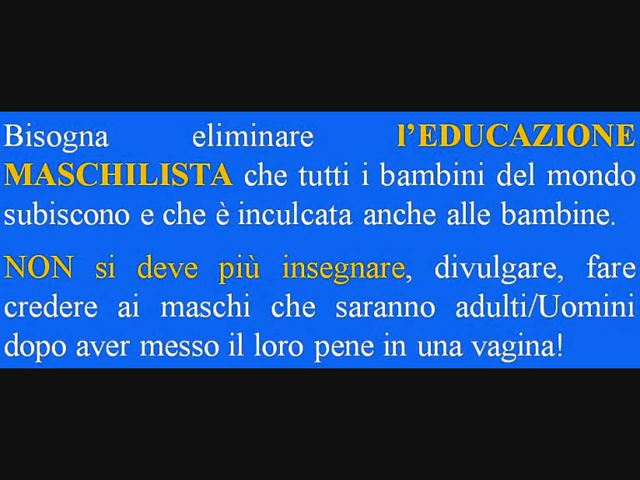 Bisogna eliminare l’EDUCAZIONE
MASCHILISTA che tutti i bambini del mondo
subiscono e che è inculcata anche alle bambine.
NON si deve più insegnare, divulgare, fare
credere ai maschi che saranno adulti/Uomini
dopo aver messo il loro pene in una vagina!